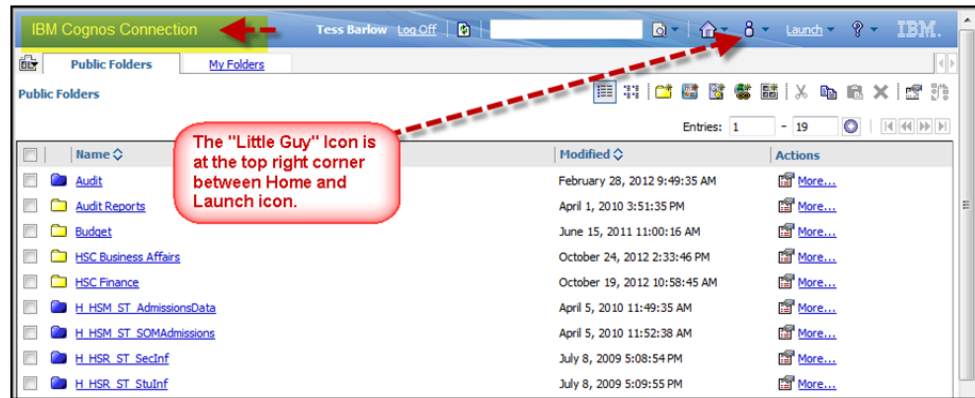 IBM Cognos Connection
Tess Barlow Log Off
Launch
?
IBM.
Public Folders
My Folders
Public Folders
Entries: 1 - 19
The "Little Guy" Icon is
at the top right corner
between Home and
Launch icon.
Name Modified Actions
Audit February 28, 2012 9:49:35 AM More...
Audit Reports April 1, 2010 3:51:35 PM More...
Budget June 15, 2011 11:00:16 AM More...
HSC Business Affairs October 24, 2012 2:33:46 PM More...
HSC Finance October 19, 2012 10:58:45 AM More...
H_HSM_ST_AdmissionsData April 5, 2010 11:49:35 AM More...
H_HSM_ST_SOMAdmissions April 5, 2010 11:52:38 AM More...
H_HSR_ST_SecInf July 8, 2009 5:08:54 PM More...
H_HSR_ST_StuInf July 8, 2009 5:09:55 PM More...